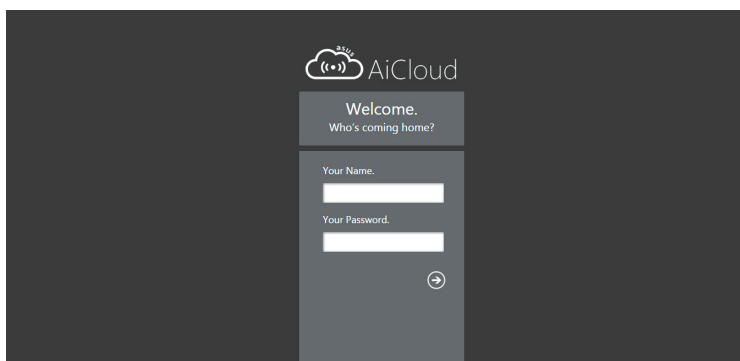 asus
AiCloud
Welcome.
Who's coming home?
Your Name.
Your Password.